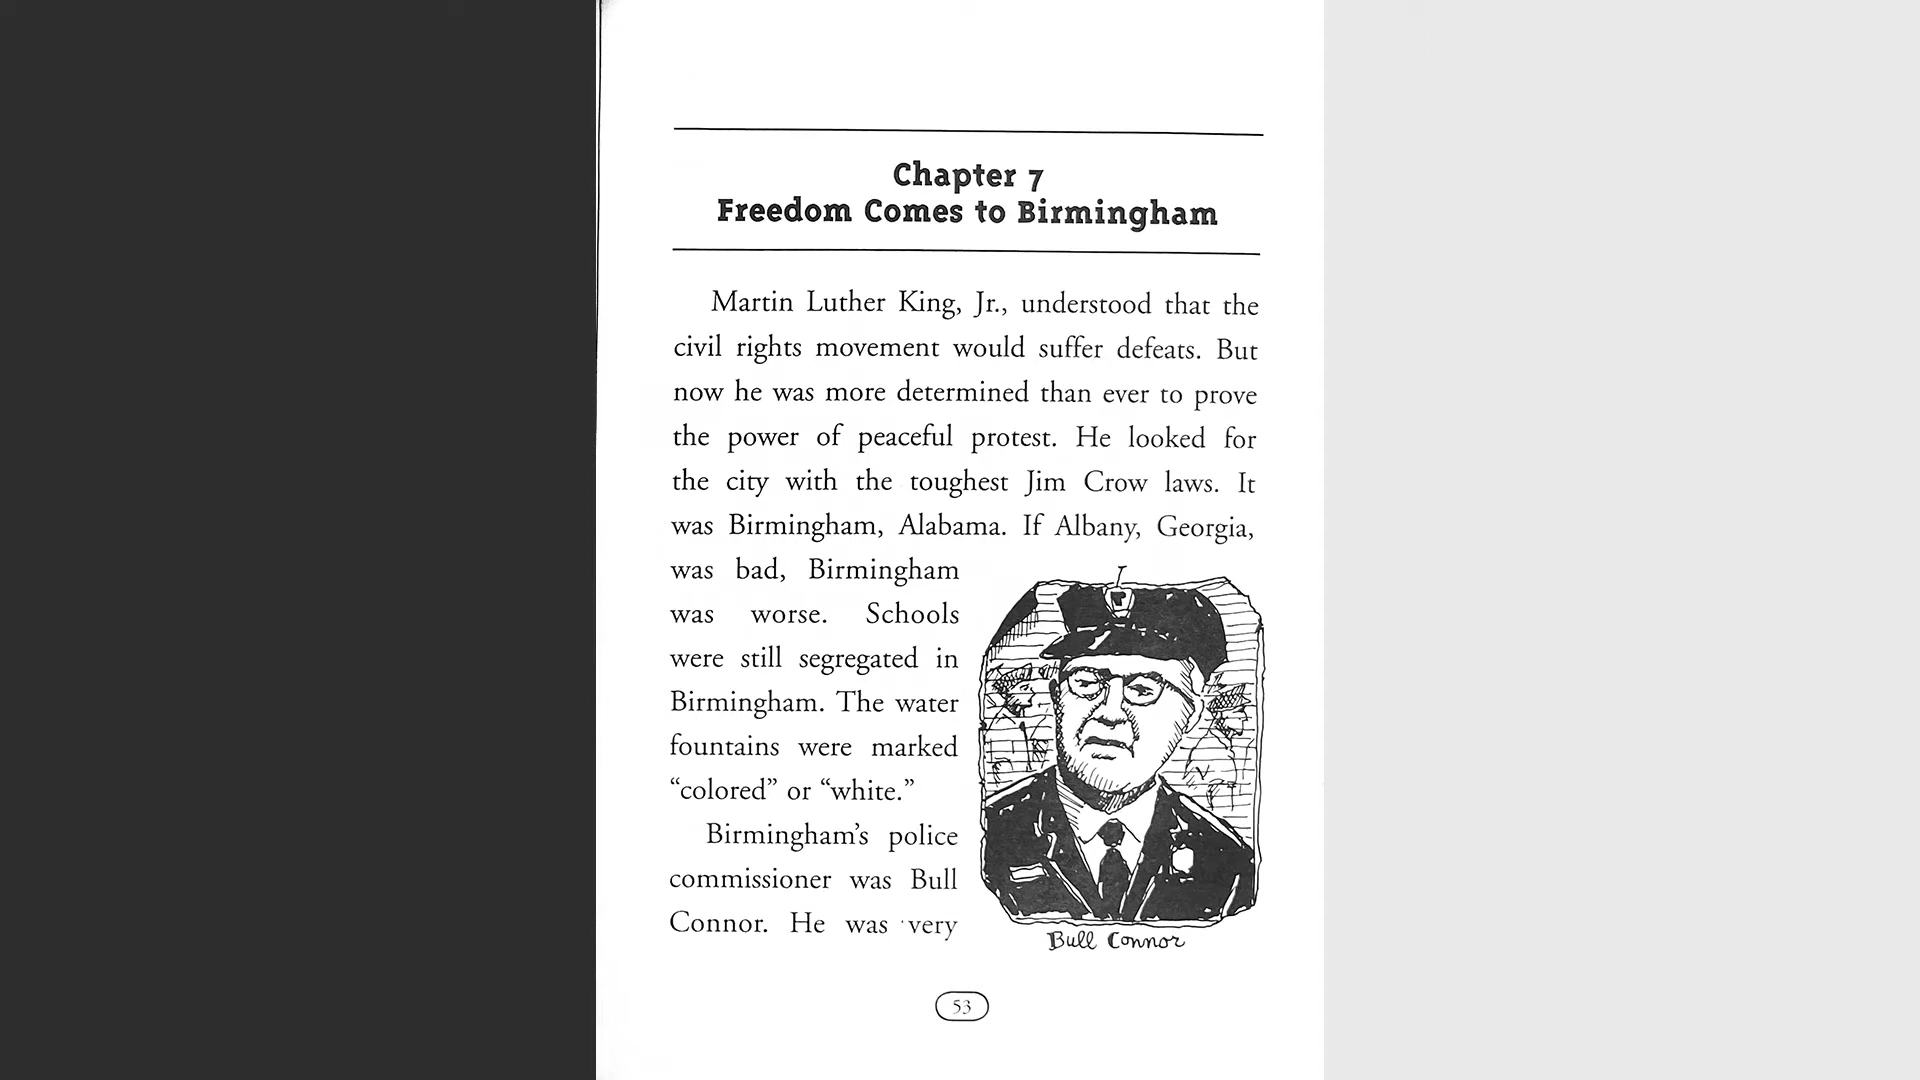 Chapter 7
Freedom Comes to Birmingham
Martin Luther King, Jr., understood that the
civil rights movement would suffer defeats. But
now he was more determined than ever to prove
the power of peaceful protest. He looked for
the city with the toughest Jim Crow laws. It
was Birmingham, Alabama. If Albany, Georgia,
was bad, Birmingham
was worse. Schools
were still segregated in
Birmingham. The water
fountains were marked
“colored” or “white.”
Birmingham’s police
commissioner was Bull
Connor. He was very
Bull Connor
53